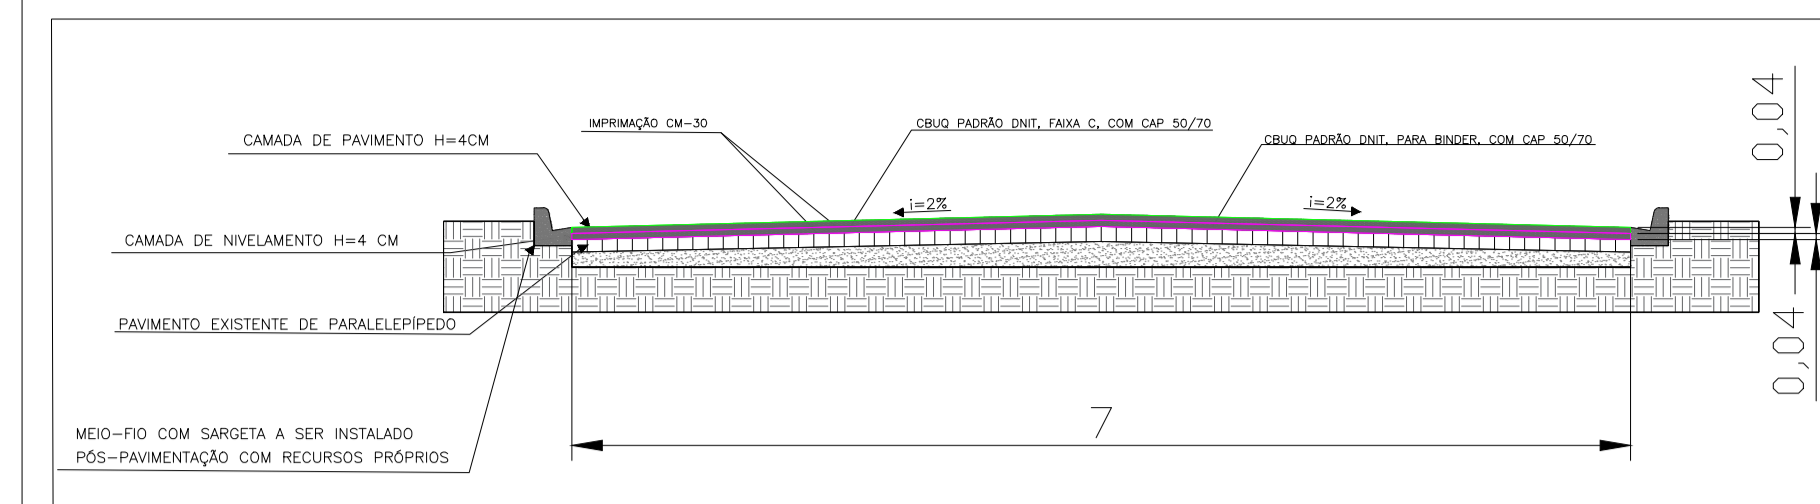 IMPRIMAÇÃO CM-30
CBUQ PADRÃO DNIT, FAIXA C, COM CAP 50/70
CAMADA DE PAVIMENTO H=4CM
CBUQ PADRÃO DNIT. PARA BINDER, COM CAP 50/70
0,04
i=2%
i=2%
CAMADA DE NIVELAMENTO H=4 CM
PAVIMENTO EXISTENTE DE PARALELEPÍPEDO
0,04
7
MEIO-FIO COM SARGETA A SER INSTALADO
PÓS-PAVIMENTAÇÃO COM RECURSOS PRÓPRIOS